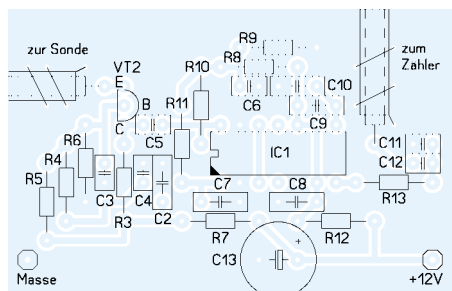 zur Sonde
VT2
E
B
C
R9
R8
R10
C6
C10
C9
zum
Zahler
R11
C5
IC1
C11
C12
R6
R4
R5
C3
R3
C4
C2
C7
C8
R13
R7
R12
C13
+
Masse
+12V